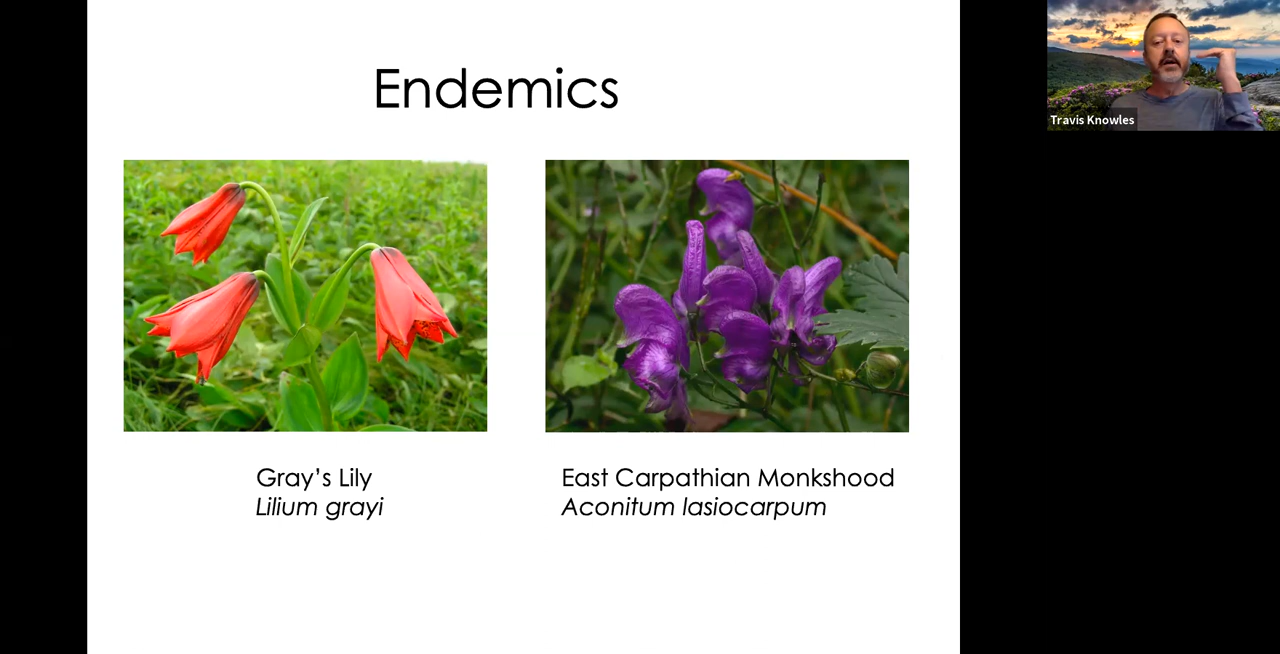 Endemics
Travis Knowles
Gray’s Lily
Lilium grayi
East Carpathian Monkshood
Aconitum lasiocarpum